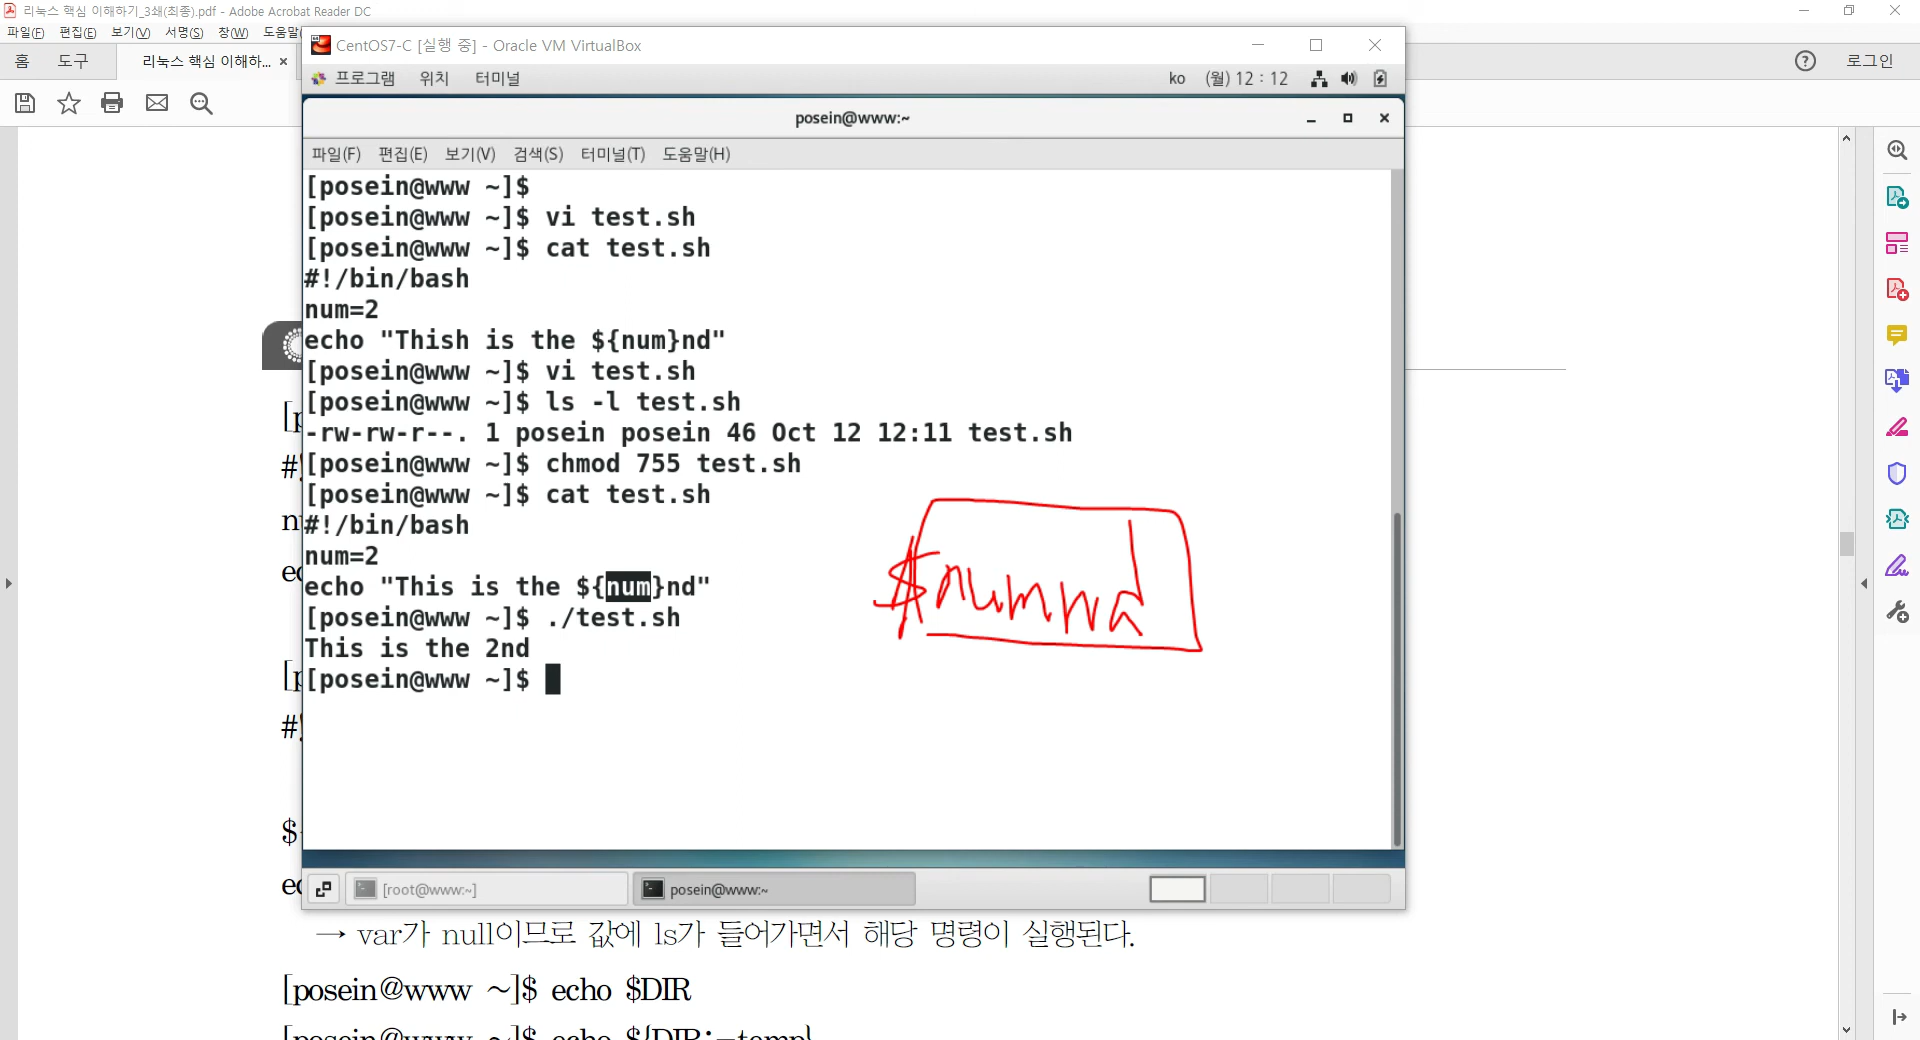 리눅스 핵심 이해하기_3쇄(최종).pdf - Adobe Acrobat Reader DC
파일(F) 편집(E) 보기(V) 서명(S) 창(W) 도움말(
홈 도구 리눅스 핵심 이해하... × 로그인
CentOS7-C [실행 중] - Oracle VM VirtualBox
프로그램 위치 터미널 ko (월) 12 : 12
posein@www:~
파일(F) 편집(E) 보기(V) 검색(S) 터미널(T) 도움말(H)
[posein@www ~]$
[posein@www ~]$ vi test.sh
[posein@www ~]$ cat test.sh
#!/bin/bash
num=2
echo "Thish is the ${num}nd"
[posein@www ~]$ vi test.sh
[posein@www ~]$ ls -l test.sh
-rw-rw-r--. 1 posein posein 46 Oct 12 12:11 test.sh
[posein@www ~]$ chmod 755 test.sh
[posein@www ~]$ cat test.sh
#!/bin/bash
num=2
echo "This is the ${num}nd"
[posein@www ~]$ ./test.sh
This is the 2nd
[posein@www ~]$
$numnd
[root@www:~] posein@www:~
→ var가 null이므로 값에 ls가 들어가면서 해당 명령이 실행된다.
[posein@www ~]$ echo $DIR
[posein@www ~]$ echo ${DIR:=temp}